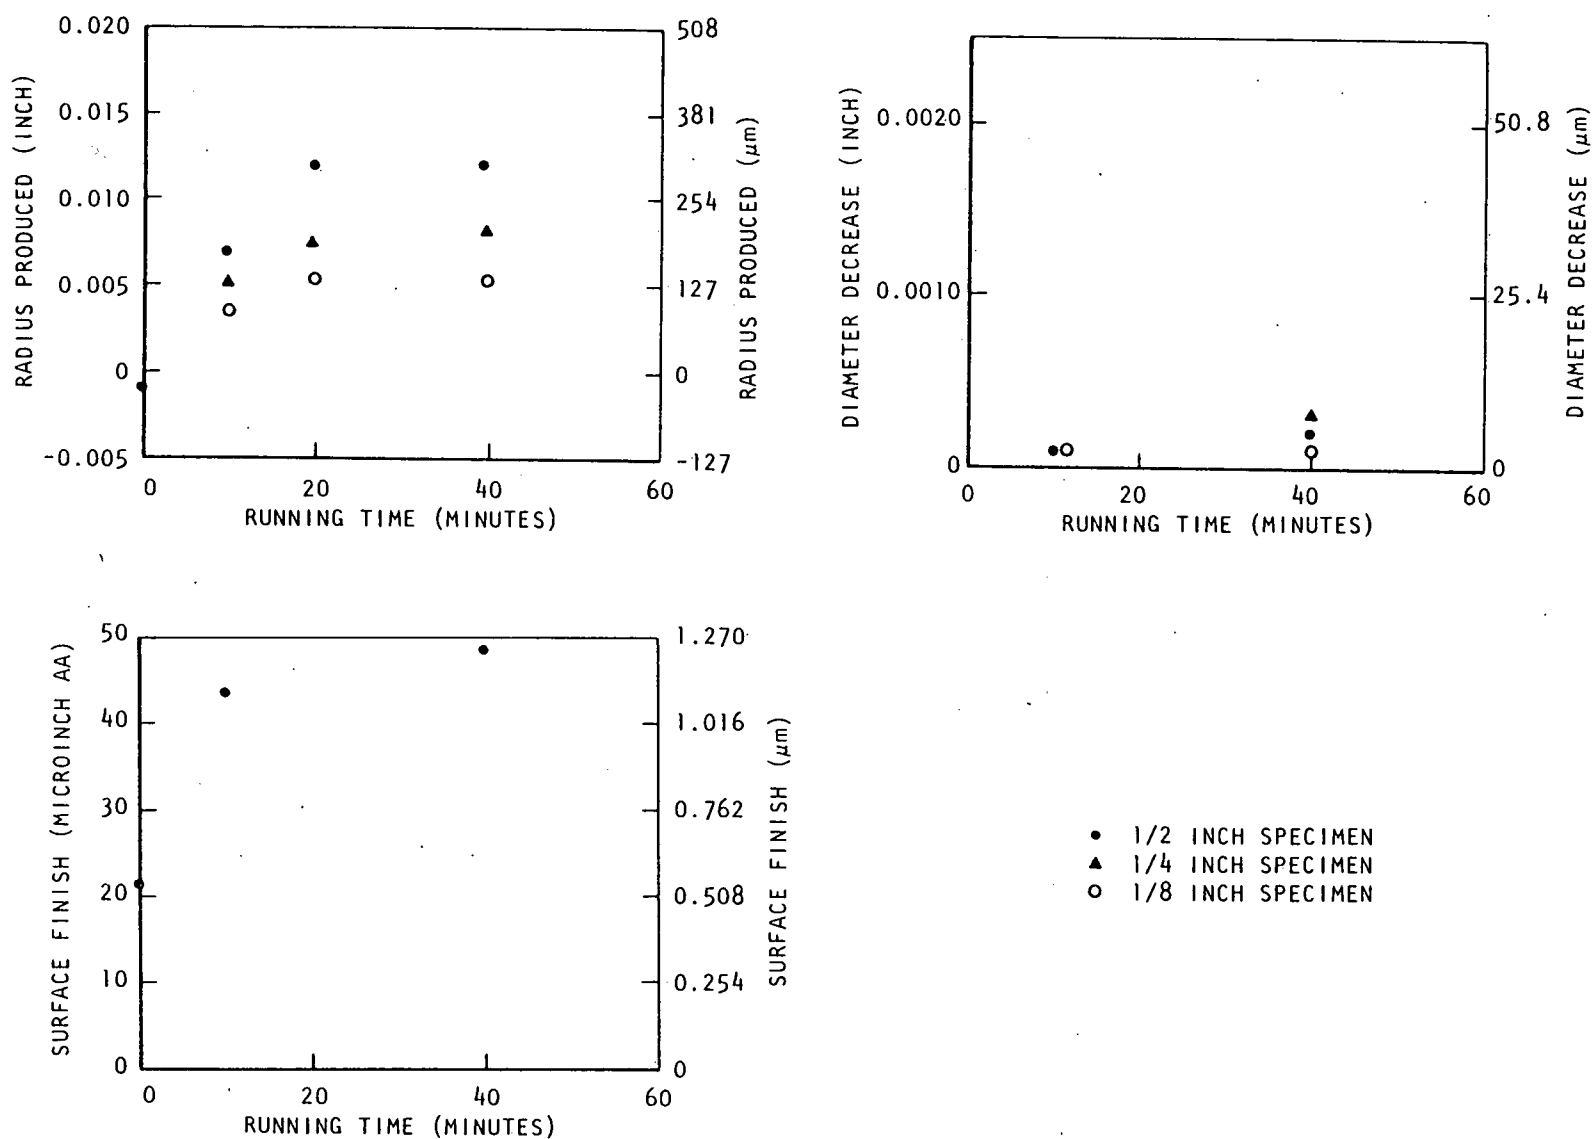 0.020
0.015
0.010
0.005
0
-0.005
RADIUS PRODUCED (INCH)
508
381
254
127
0
-127
RADIUS PRODUCED (μm)
0 20 40 60
RUNNING TIME (MINUTES)
0.0020
0.0010
0
DIAMETER DECREASE (INCH)
50.8
25.4
0
DIAMETER DECREASE (μm)
0 20 40 60
RUNNING TIME (MINUTES)
50
40
30
20
10
0
SURFACE FINISH (MICROINCH AA)
1.270
1.016
0.762
0.508
0.254
0
SURFACE FINISH (μm)
0 20 40 60
RUNNING TIME (MINUTES)
1/2 INCH SPECIMEN
1/4 INCH SPECIMEN
1/8 INCH SPECIMEN